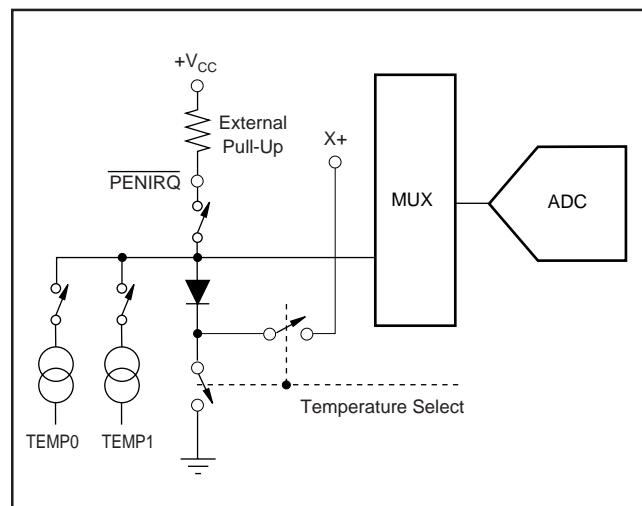 +VCC
External
Pull-Up
X+
PENIRQ
MUX
ADC
Temperature Select
TEMP0
TEMP1